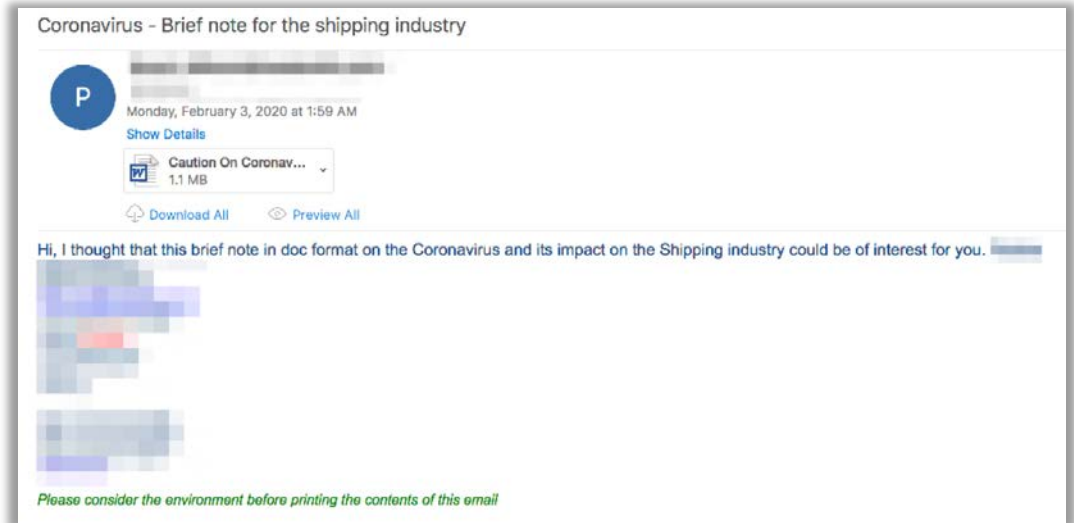 Coronavirus - Brief note for the shipping industry
P
Monday, February 3, 2020 at 1:59 AM
Show Details
Caution On Coronav...
1.1 MB
Download All Preview All
Hi, I thought that this brief note in doc format on the Coronavirus and its impact on the Shipping industry could be of interest for you.
Please consider the environment before printing the contents of this email